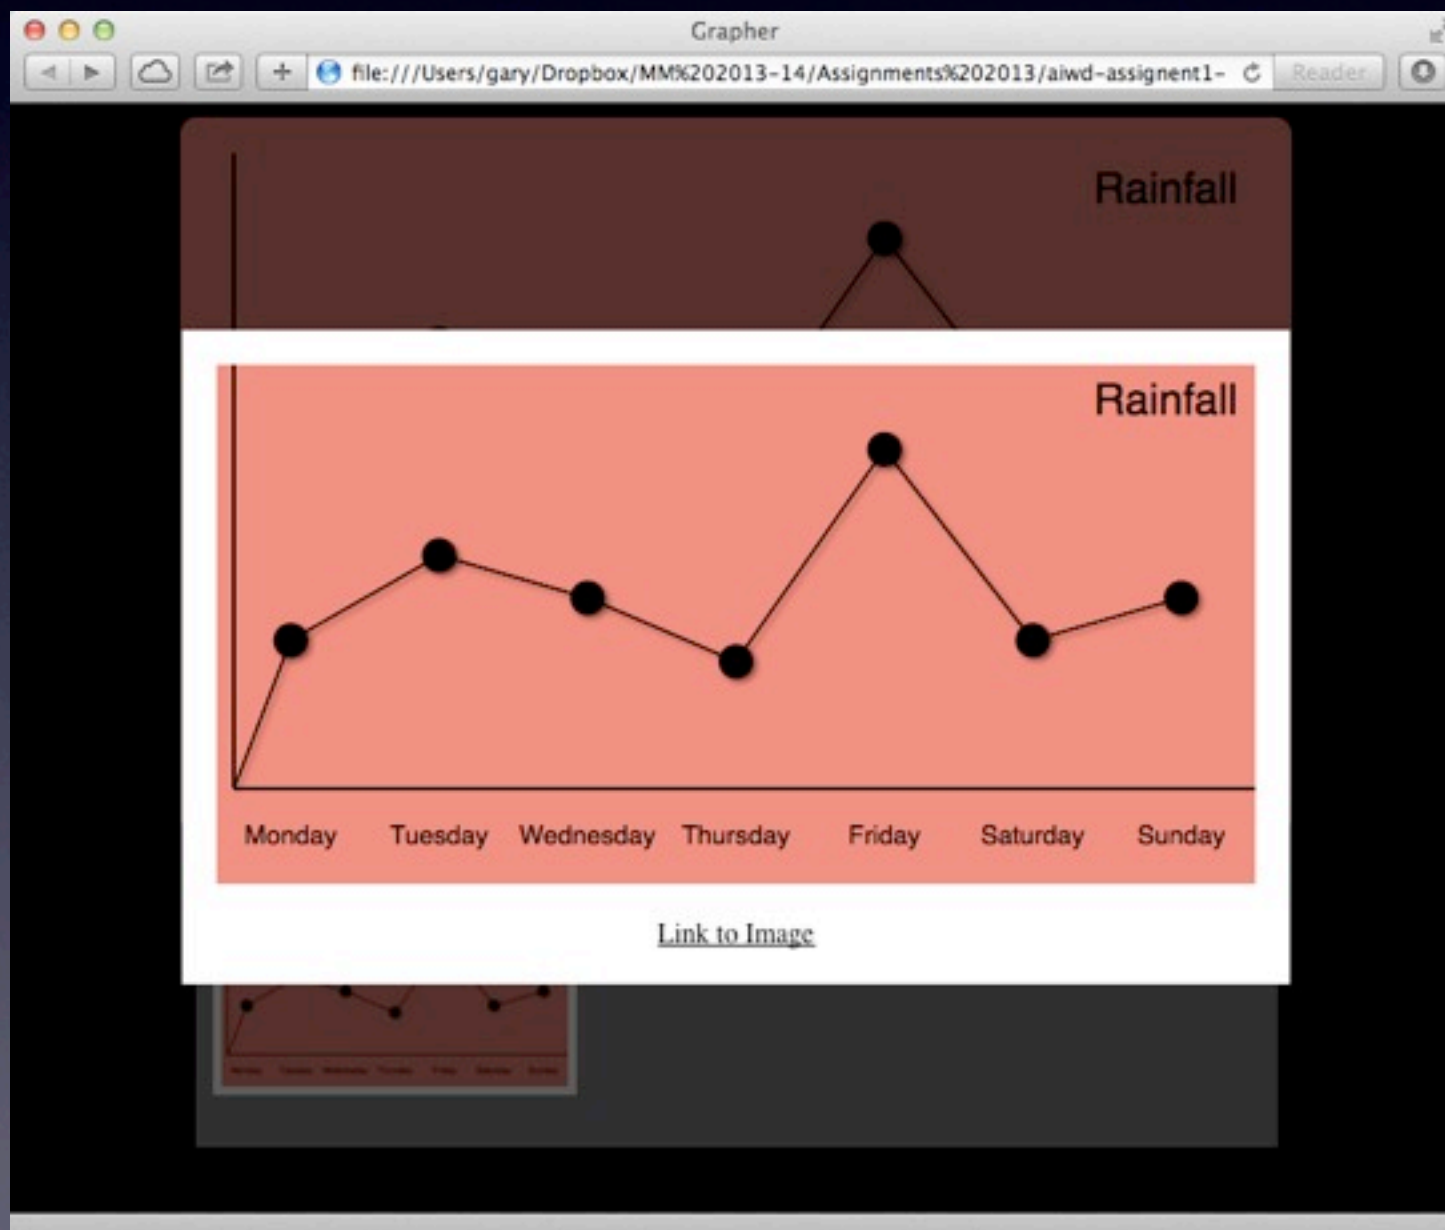 Grapher
file:///Users/gary/Dropbox/MM%202013-14/Assignments%202013/aiwd-assignent1-
Reader
Rainfall
Rainfall
Monday Tuesday Wednesday Thursday Friday Saturday Sunday
Link to Image